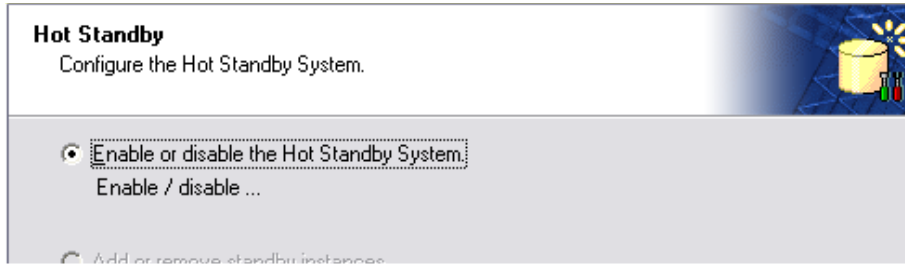 Hot Standby
Configure the Hot Standby System.
Enable or disable the Hot Standby System.
Enable / disable ...
Add or remove standby instances